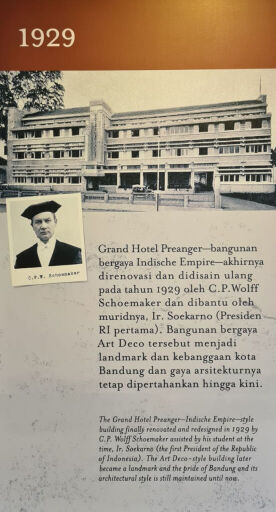 1929
C.P.W. Schoemaker
Grand Hotel Preanger—bangunan
bergaya Indische Empire—akhirnya
direnovasi dan didisain ulang
pada tahun 1929 oleh C.P.Wolff
Schoemaker dan dibantu oleh
muridnya, Ir. Soekarno (Presiden
RI pertama). Bangunan bergaya
Art Deco tersebut menjadi
landmark dan kebanggaan kota
Bandung dan gaya arsitekturnya
tetap dipertahankan hingga kini.
The Grand Hotel Preanger—Indische Empire—style
building finally renovated and redesigned in 1929 by
C.P. Wolff Schoemaker assisted by his student at the
time, Ir. Soekarno (the first President of the Republic
of Indonesia). The Art Deco-style building later
became a landmark and the pride of Bandung and its
architectural style is still maintained until now.